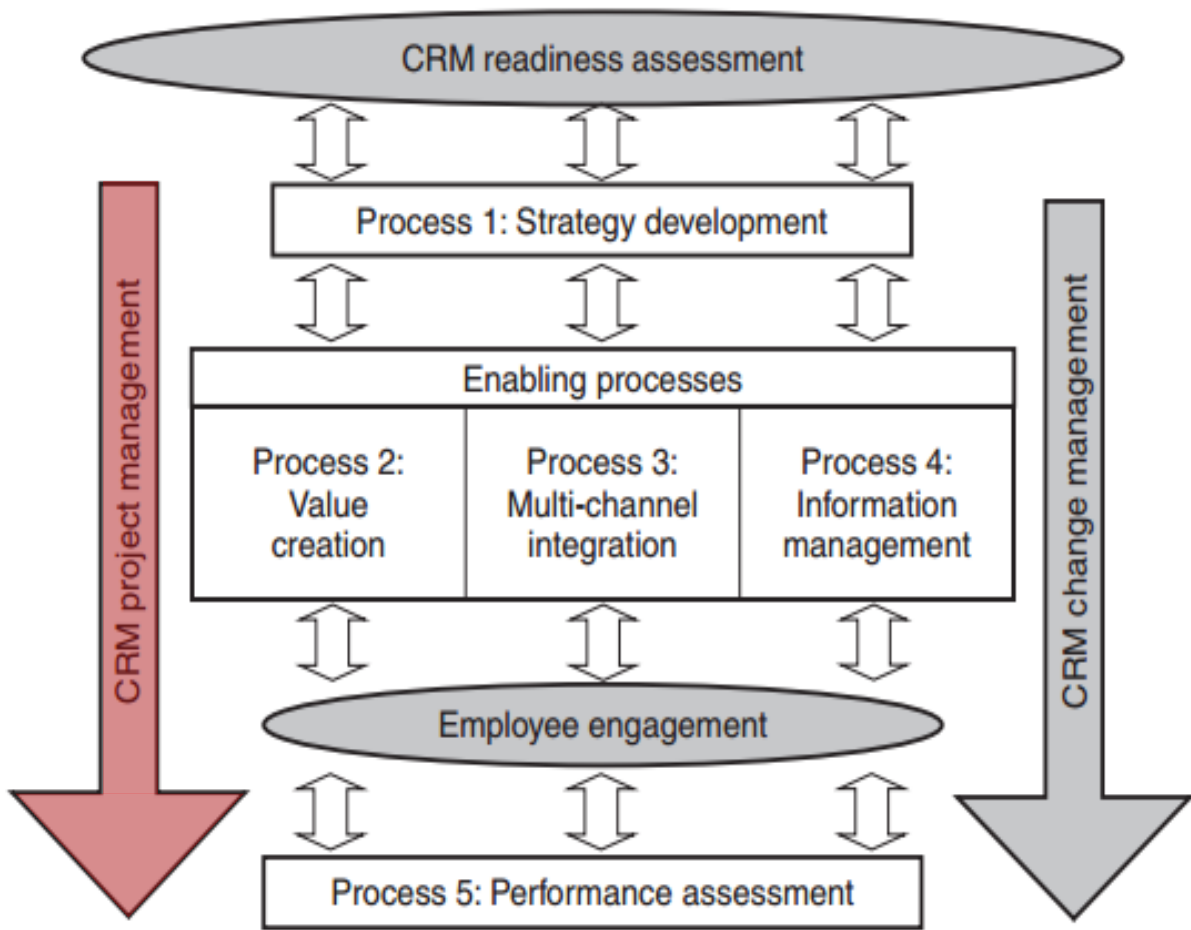 CRM readiness assessment
Process 1: Strategy development
CRM project management
CRM change management
Enabling processes
Process 2:
Value
creation
Process 3:
Multi-channel
integration
Process 4:
Information
management
Employee engagement
Process 5: Performance assessment